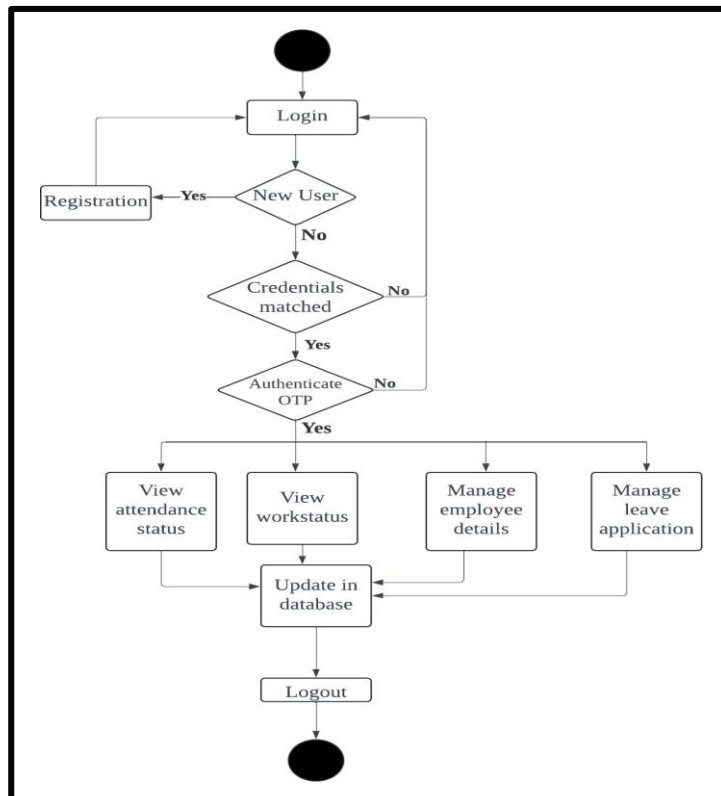 Login
New User
Yes
Registration
No
Credentials
matched
No
Yes
Authenticate
OTP
No
Yes
View
attendance
status
View
workstatus
Manage
employee
details
Manage
leave
application
Update in
database
Logout